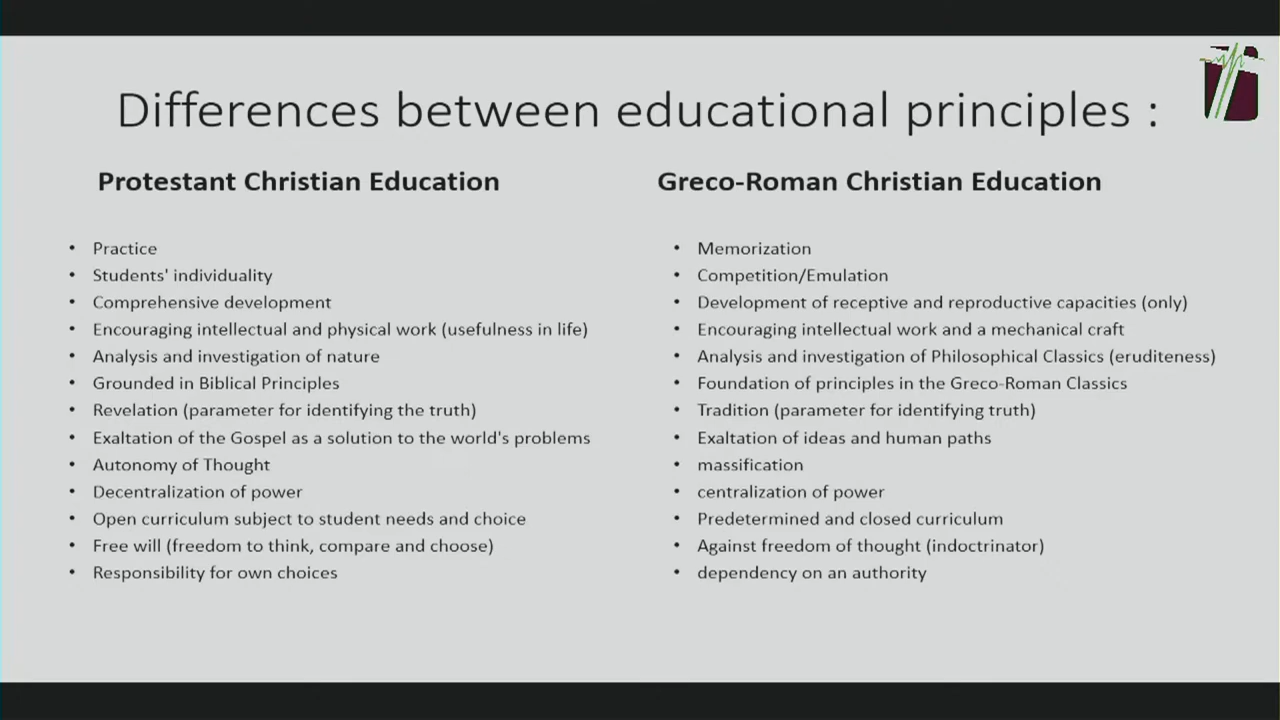 Differences between educational principles :
Protestant Christian Education
• Practice
• Students' individuality
• Comprehensive development
• Encouraging intellectual and physical work (usefulness in life)
• Analysis and investigation of nature
• Grounded in Biblical Principles
• Revelation (parameter for identifying the truth)
• Exaltation of the Gospel as a solution to the world's problems
• Autonomy of Thought
• Decentralization of power
• Open curriculum subject to student needs and choice
• Free will (freedom to think, compare and choose)
• Responsibility for own choices
Greco-Roman Christian Education
• Memorization
• Competition/Emulation
• Development of receptive and reproductive capacities (only)
• Encouraging intellectual work and a mechanical craft
• Analysis and investigation of Philosophical Classics (eruditeness)
• Foundation of principles in the Greco-Roman Classics
• Tradition (parameter for identifying truth)
• Exaltation of ideas and human paths
• massification
• centralization of power
• Predetermined and closed curriculum
• Against freedom of thought (indoctrinator)
• dependency on an authority